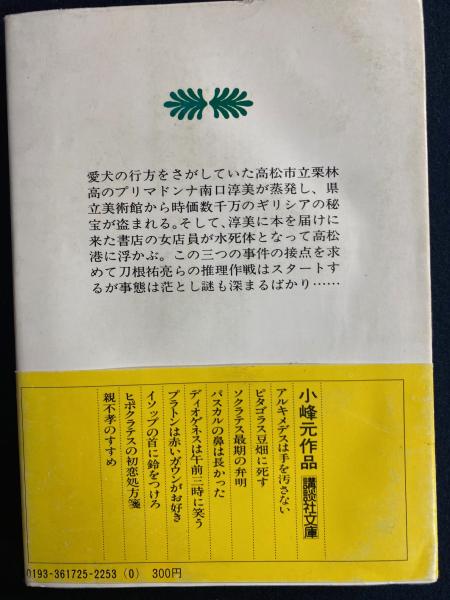 愛犬の行方をさがしていた高松市立栗林
高のプリマドンナ南口淳美が蒸発し、県
立美術館から時価数千万のギリシアの秘
宝が盗まれる。そして、淳美に本を届けに
来た書店の女店員が水死体となって高松
港に浮かぶ。この三つの事件の接点を求
めて刀根祐亮らの推理作戦はスタートす
るが事態は茫とし謎も深まるばかり……
小峰元作品 講談社文庫
アルキメデスは手を汚さない
ピタゴラス豆畑に死す
ソクラテス最期の弁明
パスカルの鼻は長かった
ディオゲネスは午前三時に笑う
プラトンは赤いガウンがお好き
イソップの首に鈴をつけろ
ヒポクラテスの初恋処方箋
親不孝のすすめ
0193-361725-2253 (0) 300円